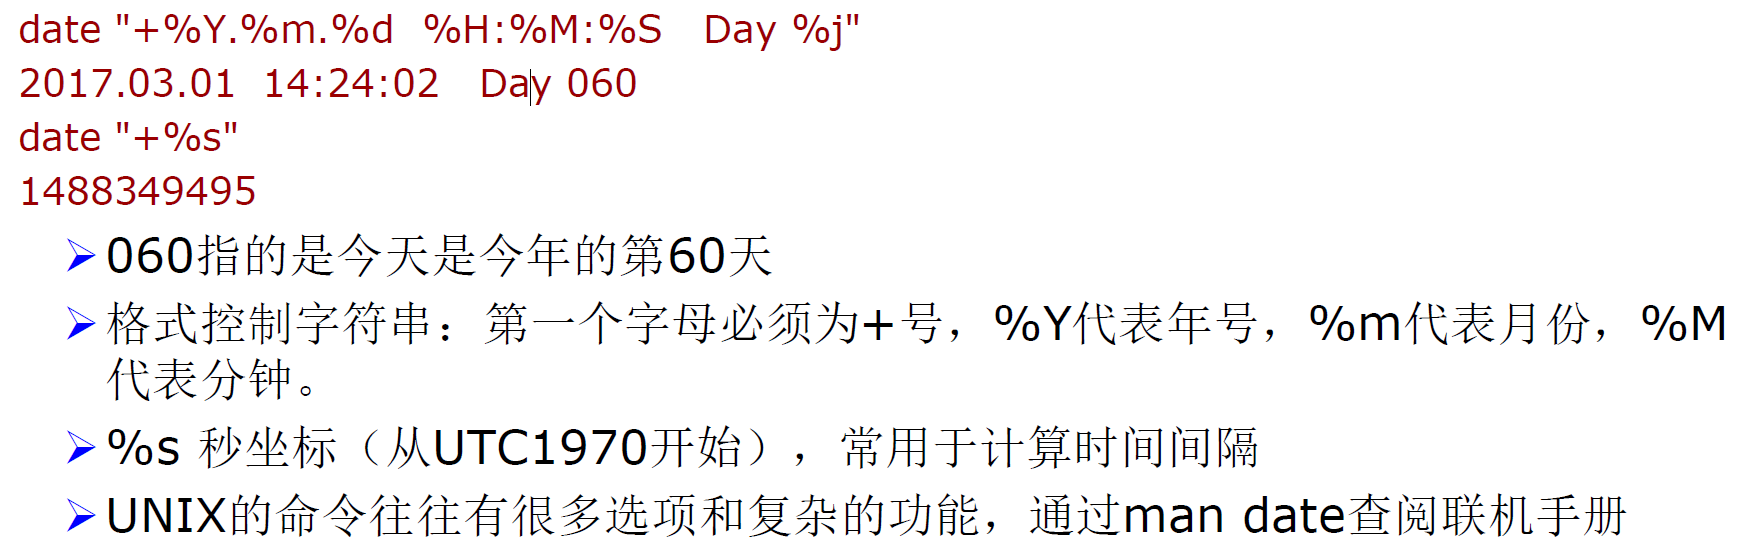 date "+%Y.%m.%d  %H:%M:%S   Day %j"
2017.03.01  14:24:02   Day 060
date "+%s"
1488349495
060指的是今天是今年的第60天
格式控制字符串：第一个字母必须为+号，%Y代表年号，%m代表月份，%M
代表分钟。
%s 秒坐标（从UTC1970开始），常用于计算时间间隔
UNIX的命令往往有很多选项和复杂的功能，通过man date查阅联机手册